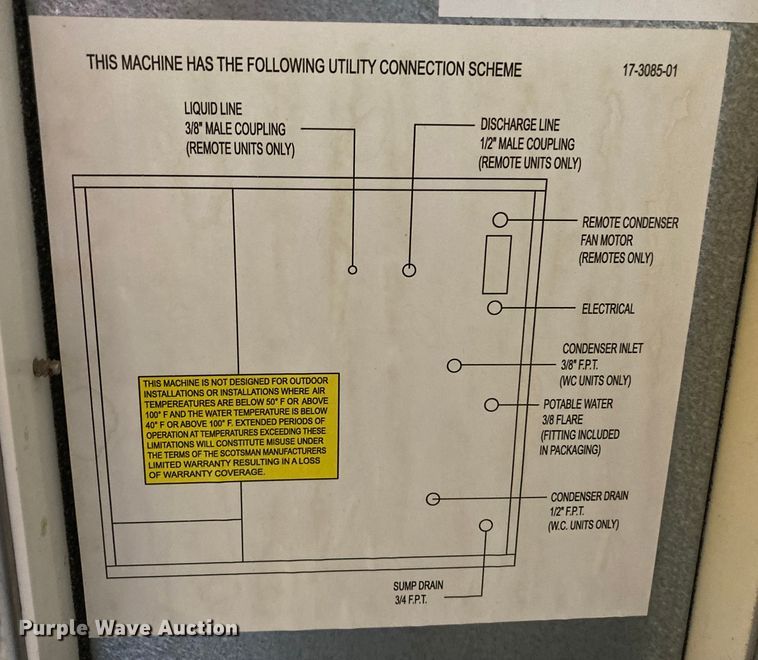 THIS MACHINE HAS THE FOLLOWING UTILITY CONNECTION SCHEME
17-3085-01
LIQUID LINE
3/8" MALE COUPLING
(REMOTE UNITS ONLY)
DISCHARGE LINE
1/2" MALE COUPLING
(REMOTE UNITS ONLY)
REMOTE CONDENSER
FAN MOTOR
(REMOTES ONLY)
ELECTRICAL
CONDENSER INLET
3/8" F.P.T.
(WC UNITS ONLY)
POTABLE WATER
3/8 FLARE
(FITTING INCLUDED
IN PACKAGING)
THIS MACHINE IS NOT DESIGNED FOR OUTDOOR
INSTALLATIONS OR INSTALLATIONS WHERE AIR
TEMPEREATURES ARE BELOW 50° F OR ABOVE
100° F AND THE WATER TEMPERATURE IS BELOW
40° F OR ABOVE 100° F. EXTENDED PERIODS OF
OPERATION AT TEMPERATURES EXCEEDING THESE
LIMITATIONS WILL CONSTITUTE MISUSE UNDER
THE TERMS OF THE SCOTSMAN MANUFACTURERS
LIMITED WARRANTY RESULTING IN A LOSS
OF WARRANTY COVERAGE.
CONDENSER DRAIN
1/2" F.P.T.
(W.C. UNITS ONLY)
SUMP DRAIN
3/4 F.P.T.
Purple Wave Auction